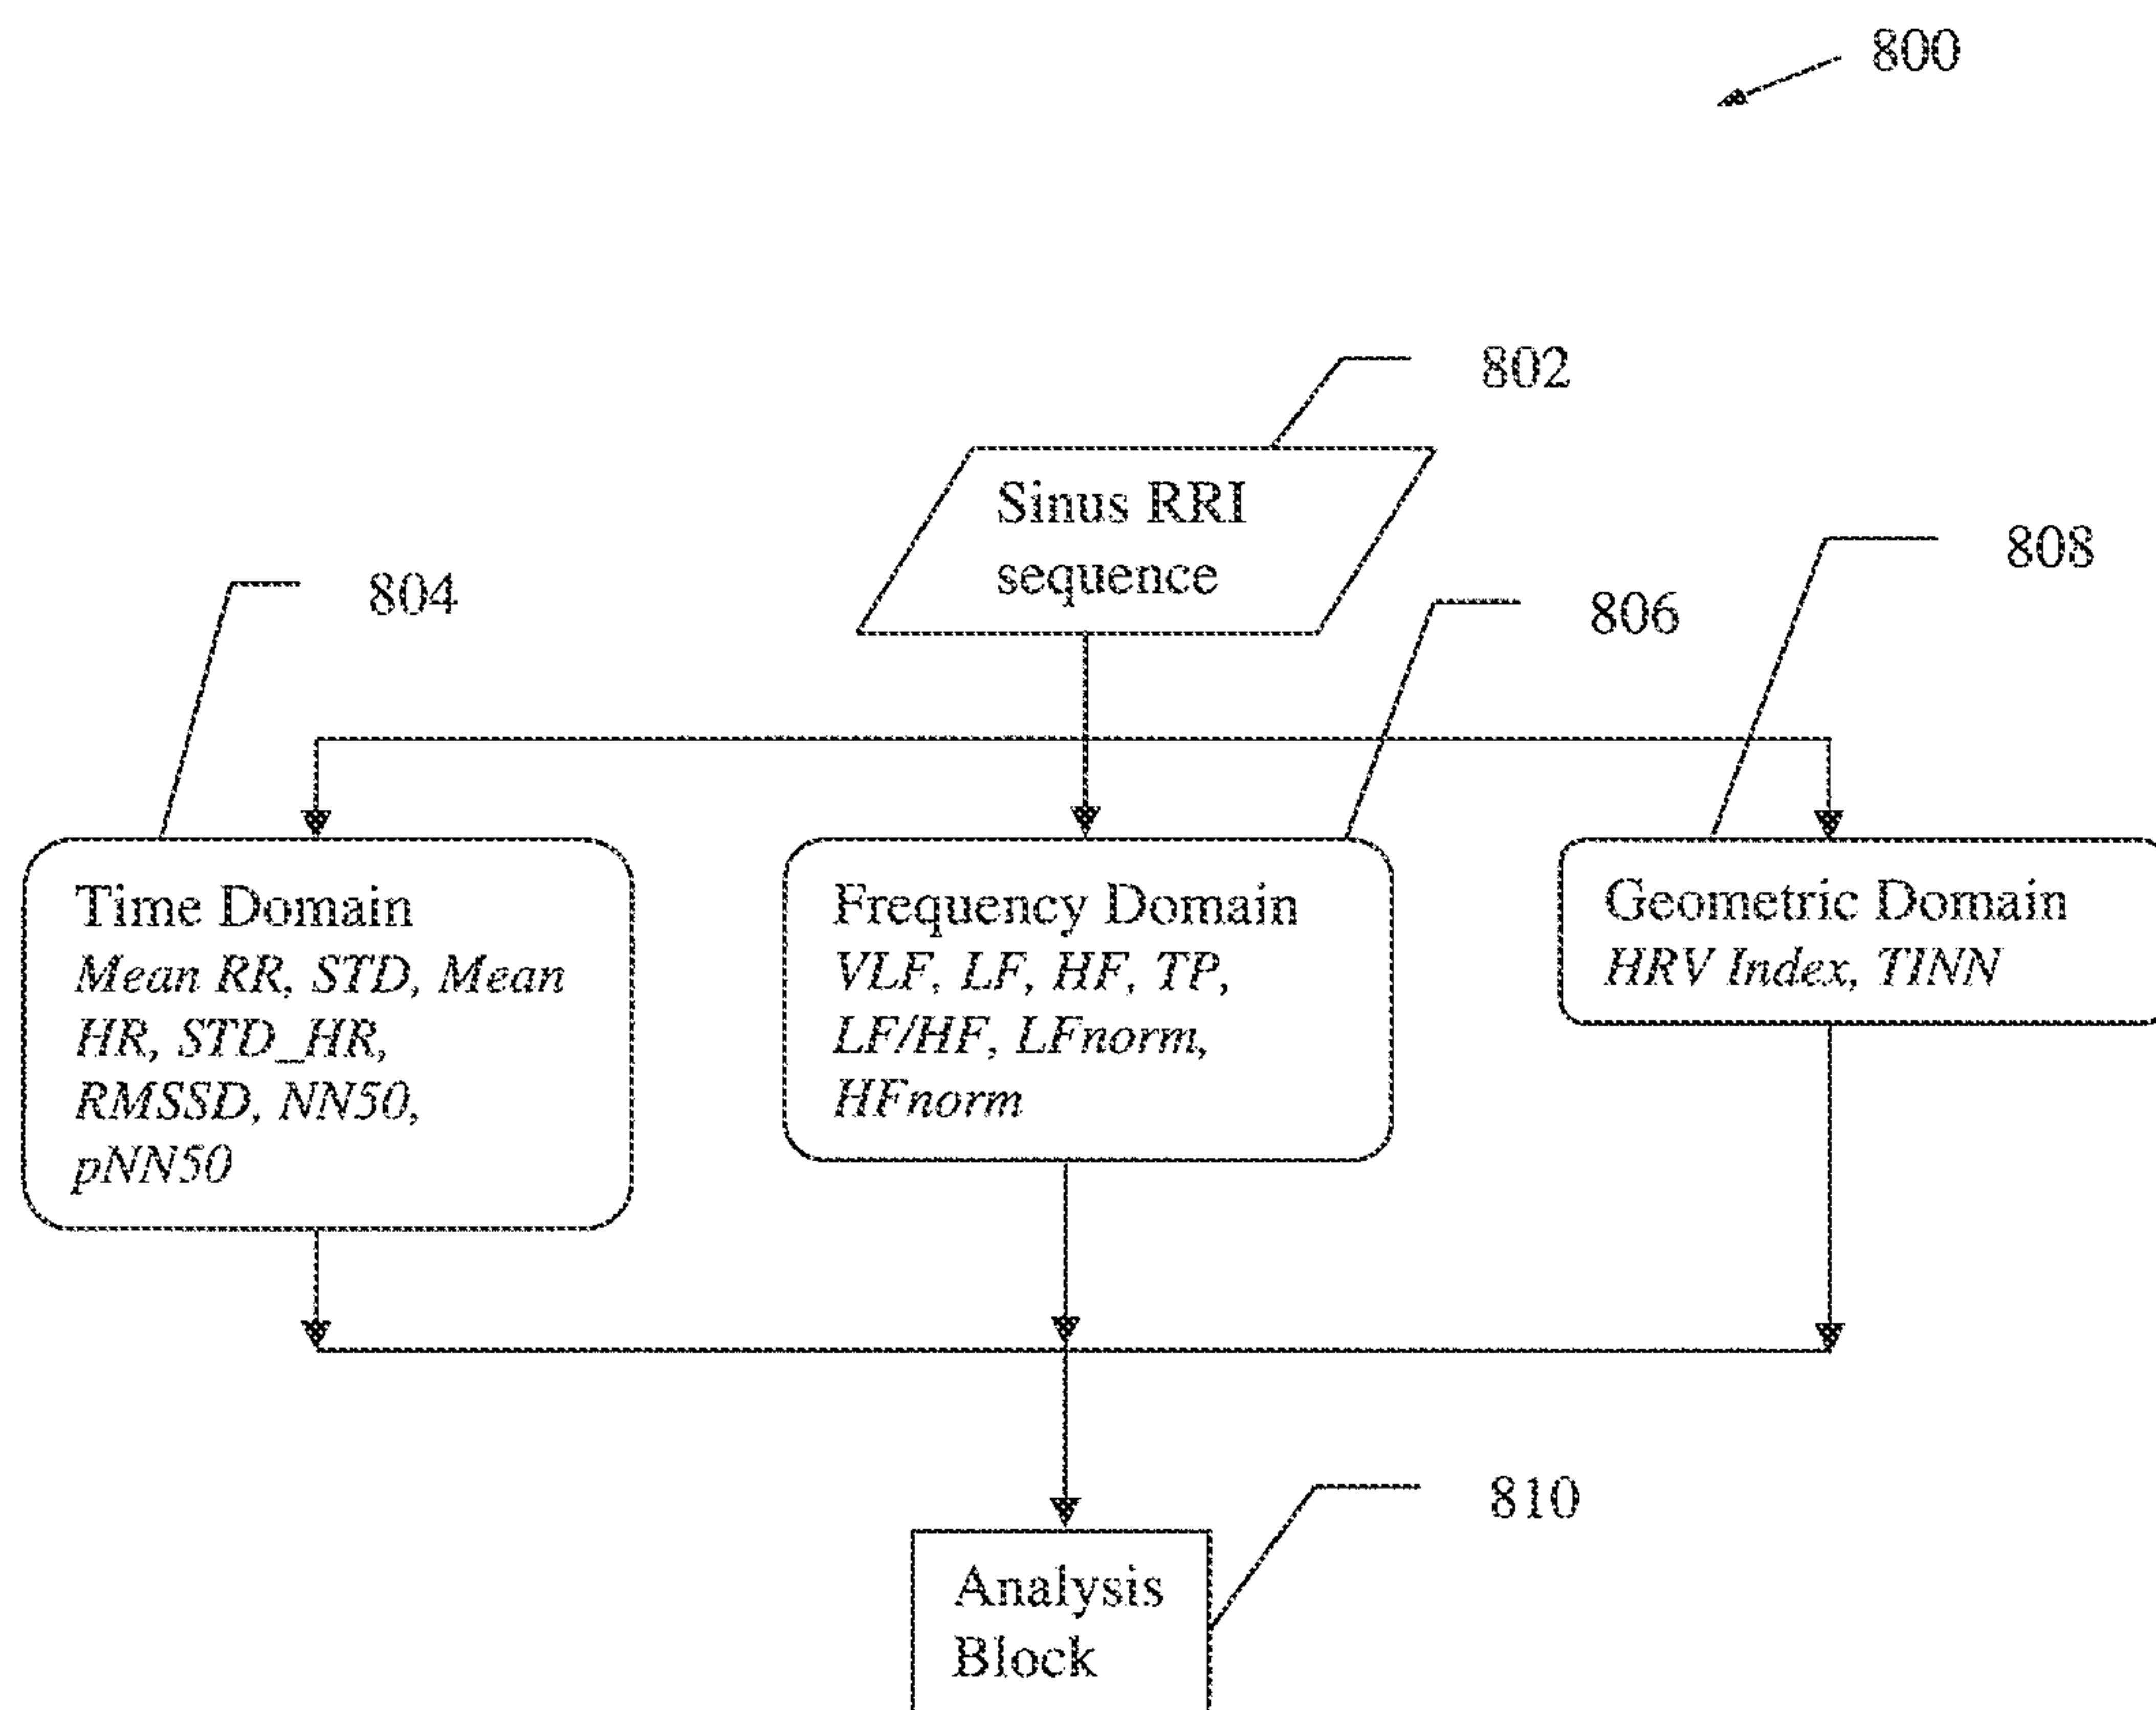 800
802
Sinus RRI
sequence
808
804
806
Time Domain
Mean RR, STD, Mean
HR, STD_HR,
RMSSD, NN50,
pNN50
Frequency Domain
VLF, LF, HF, TP,
LF/HF, LFnorm,
HFnorm
Geometric Domain
HRV Index, TINN
810
Analysis
Block